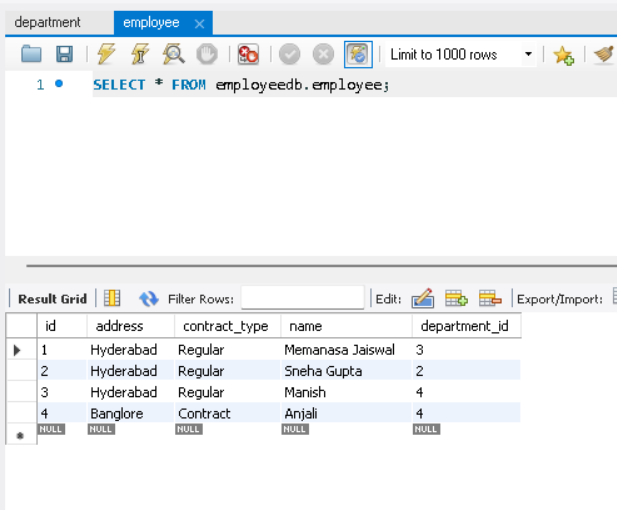 department employee ×
Limit to 1000 rows
1 SELECT * FROM employeedb.employee;
Result Grid Filter Rows: Edit: Export/Import:
id address contract_type name department_id
1 Hyderabad Regular Memanasa Jaiswal 3
2 Hyderabad Regular Sneha Gupta 2
3 Hyderabad Regular Manish 4
4 Banglore Contract Anjali 4
NULL NULL NULL NULL NULL